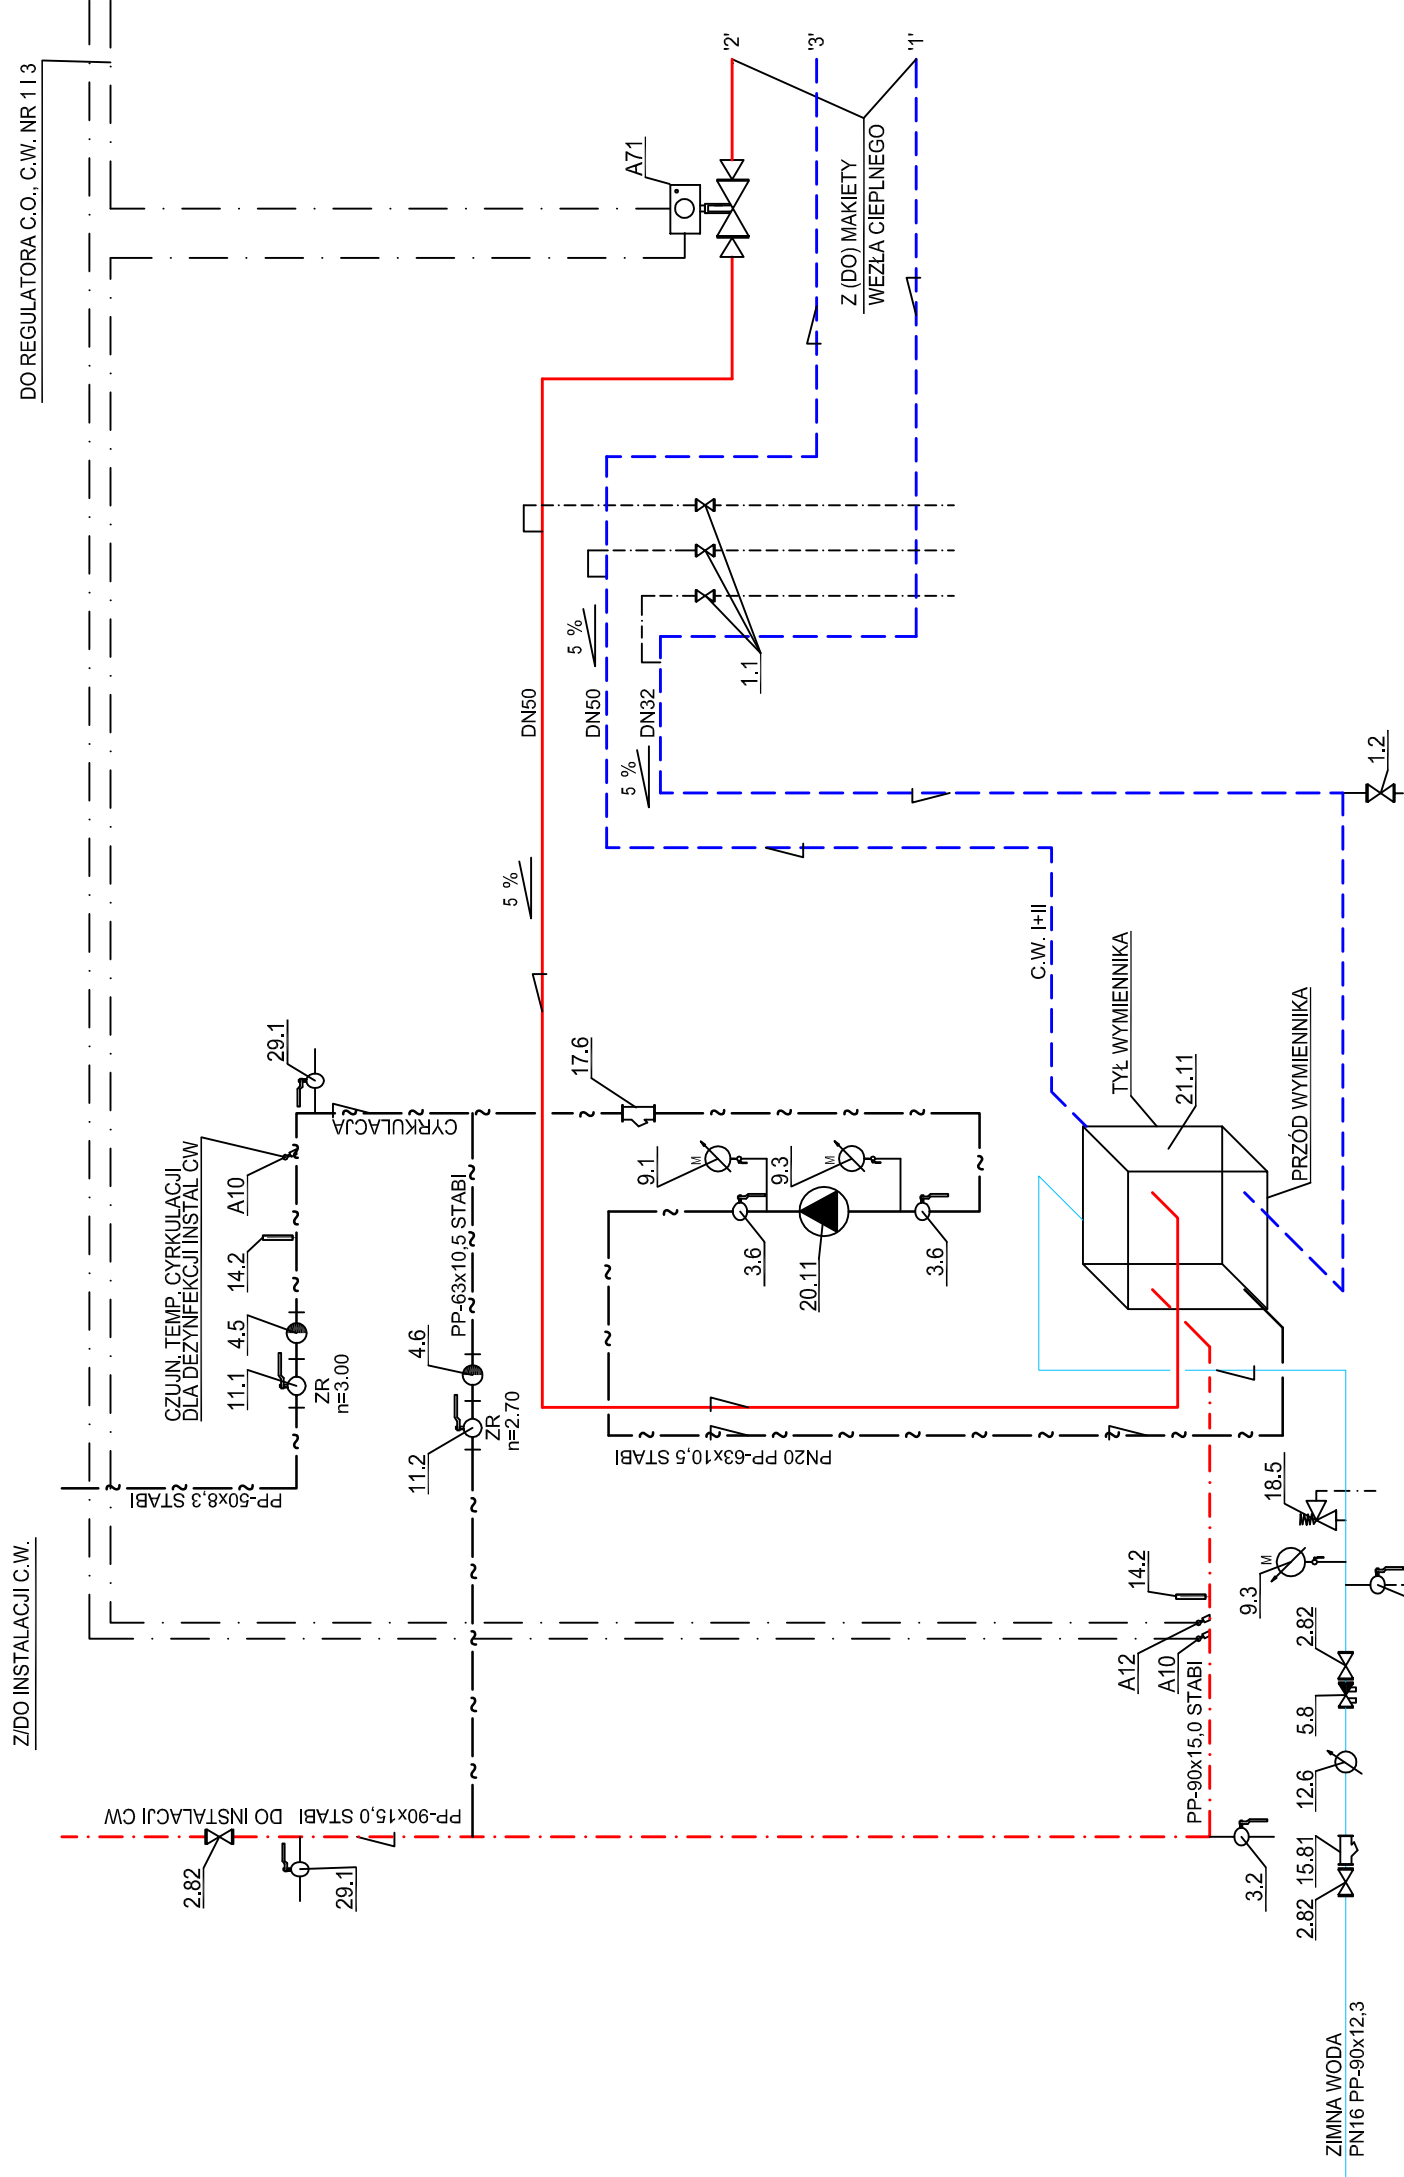 DO REGULATORA C.O., C.W. NR 1 I 3
'2'
'3'
'1'
A71
Z (DO) MAKIETY
WEZŁA CIEPLNEGO
1.1
5 %
DN50
DN50
DN32
5 %
5 %
1.2
C.W. I+II
TYŁ WYMIENNIKA
21.11
PRZÓD WYMIENNIKA
29.1
CYRKULACJA
17.6
CZUJN. TEMP. CYRKULACJI
DLA DEZYNFEKCJI INSTAL CW
A10
14.2
4.5
11.1
ZR
n=3.00
PP-63x10,5 STABI
4.6
11.2
ZR
n=2.70
9.1
M
9.3
M
3.6
20.11
3.6
PP-50x8,3 STABI
PN20 PP-63x10,5 STABI
18.5
9.3
M
14.2
A12
A10
PP-90x15,0 STABI
2.82
5.8
12.6
15.81
2.82
3.2
Z/DO INSTALACJI C.W.
PP-90x15,0 STABI
DO INSTALACJI CW
2.82
29.1
ZIMNA WODA
PN16 PP-90x12,3